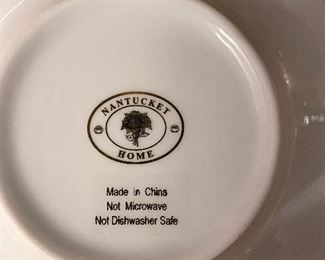 NANTUCKET
HOME
Made in China
Not Microwave
Not Dishwasher Safe